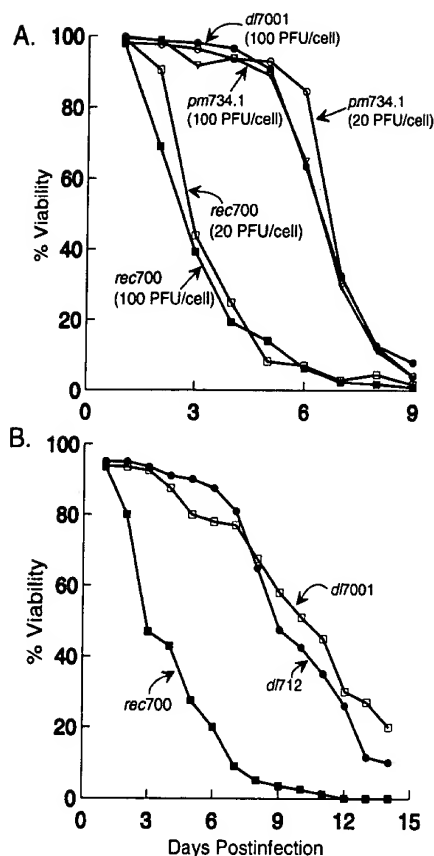 A.
100
80
60
40
20
0
% Viability
dl7001
(100 PFU/cell)
pm734.1
(100 PFU/cell)
pm734.1
(20 PFU/cell)
rec700
(20 PFU/cell)
rec700
(100 PFU/cell)
0 3 6 9
B.
100
80
60
40
20
0
% Viability
dl7001
dl712
rec700
0 3 6 9 12 15
Days Postinfection